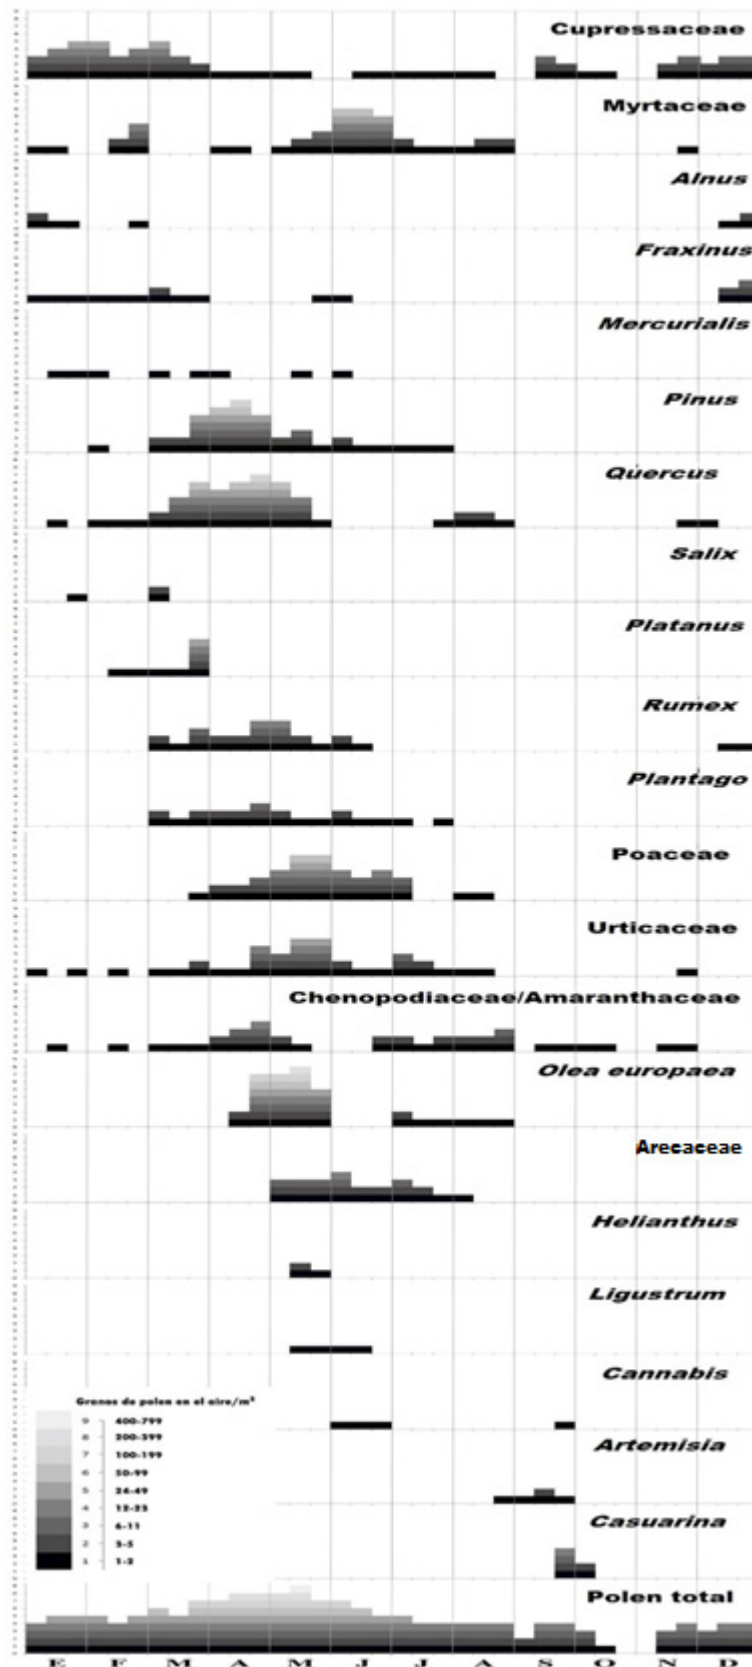 Cupressaceae
Myrtaceae
Alnus
Fraxinus
Mercurialis
Pinus
Quercus
Salix
Platanus
Rumex
Plantago
Poaceae
Urticaceae
Chenopodiaceae/Amaranthaceae
Olea europaea
Arecaceae
Helianthus
Ligustrum
Cannabis
Artemisia
Casuarina
Granos de polen en el aire/m³
9 400-799
8 200-399
7 100-199
6 50-99
5 24-49
4 12-23
3 6-11
2 3-5
1 1-2
Polen total
E F M A M J J A S O N D